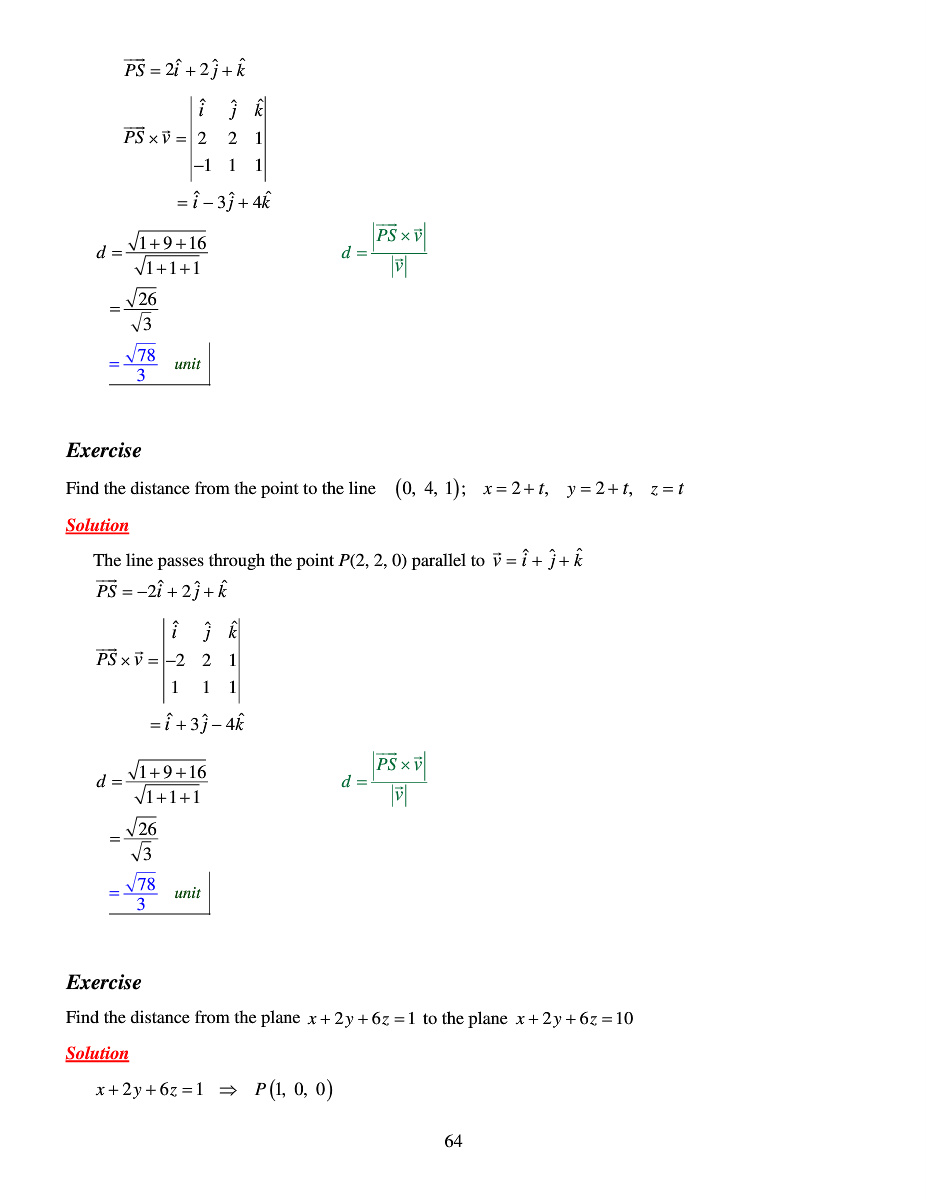 $\overrightarrow{PS} = 2\hat{i} + 2\hat{j} + \hat{k}$
$\overrightarrow{PS} \times \vec{v} = \begin{vmatrix} \hat{i} & \hat{j} & \hat{k} \\ 2 & 2 & 1 \\ -1 & 1 & 1 \end{vmatrix}$
$= \hat{i} - 3\hat{j} + 4\hat{k}$
$d = \frac{\sqrt{1+9+16}}{\sqrt{1+1+1}}$ $d = \frac{|\overrightarrow{PS} \times \vec{v}|}{|\vec{v}|}$
$= \frac{\sqrt{26}}{\sqrt{3}}$
$= \frac{\sqrt{78}}{3}$ unit
Exercise
Find the distance from the point to the line $(0, 4, 1);$ $x = 2 + t,$ $y = 2 + t,$ $z = t$
Solution
The line passes through the point P(2, 2, 0) parallel to $\vec{v} = \hat{i} + \hat{j} + \hat{k}$
$\overrightarrow{PS} = -2\hat{i} + 2\hat{j} + \hat{k}$
$\overrightarrow{PS} \times \vec{v} = \begin{vmatrix} \hat{i} & \hat{j} & \hat{k} \\ -2 & 2 & 1 \\ 1 & 1 & 1 \end{vmatrix}$
$= \hat{i} + 3\hat{j} - 4\hat{k}$
$d = \frac{\sqrt{1+9+16}}{\sqrt{1+1+1}}$ $d = \frac{|\overrightarrow{PS} \times \vec{v}|}{|\vec{v}|}$
$= \frac{\sqrt{26}}{\sqrt{3}}$
$= \frac{\sqrt{78}}{3}$ unit
Exercise
Find the distance from the plane $x + 2y + 6z = 1$ to the plane $x + 2y + 6z = 10$
Solution
$x + 2y + 6z = 1 \Rightarrow P(1, 0, 0)$
64